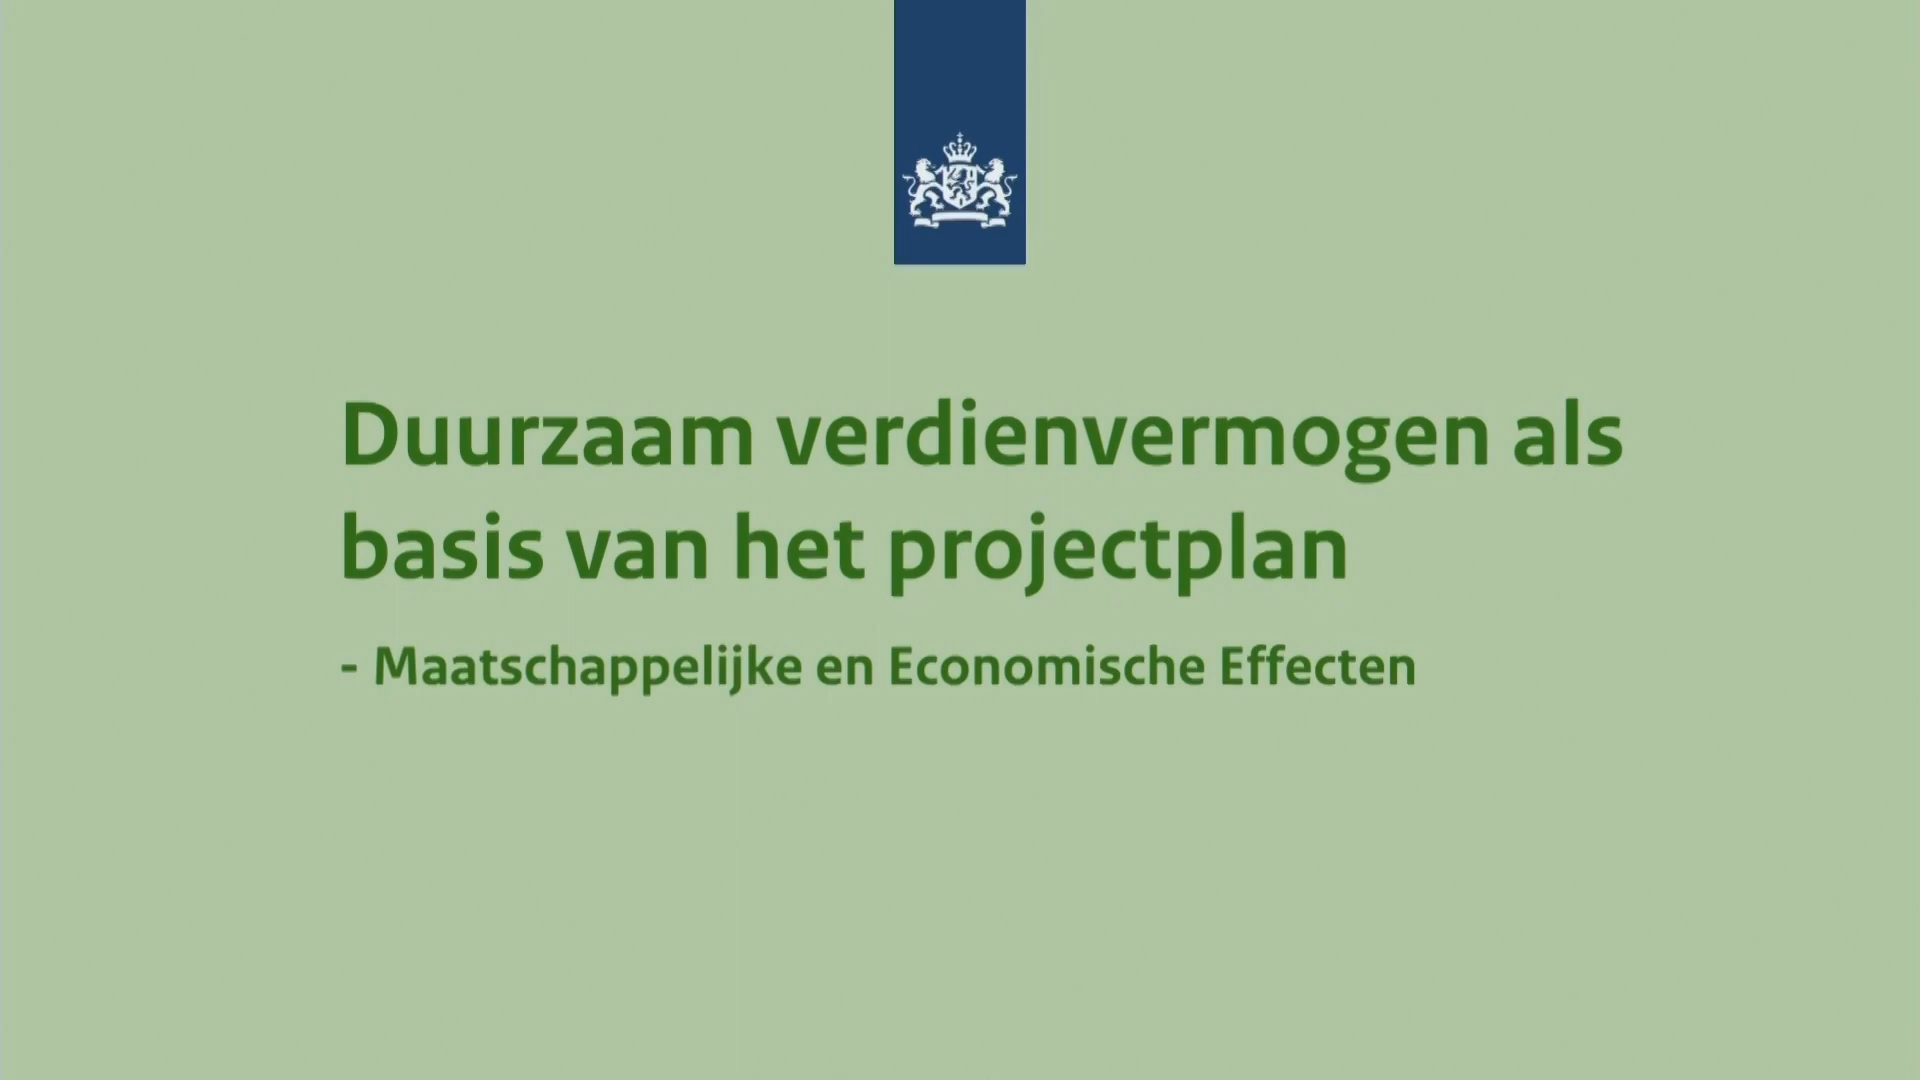 Duurzaam verdienvermogen als
basis van het projectplan
- Maatschappelijke en Economische Effecten